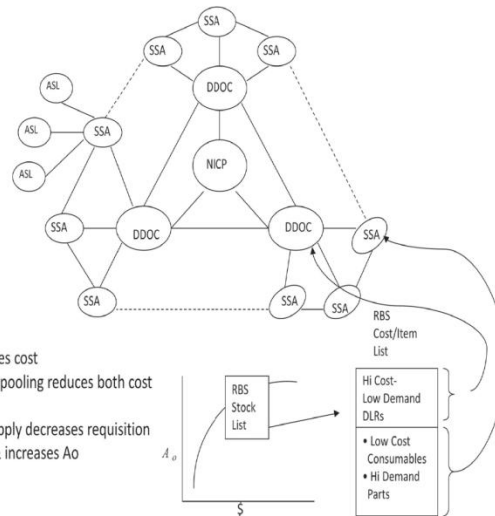 SSA
SSA
SSA
DDOC
ASL
ASL
SSA
ASL
NICP
SSA
DDOC
DDOC
SSA
SSA
SSA
SSA
RBS
Cost/Item
List
es cost
pooling reduces both cost
pply decreases requisition
increases Ao
RBS
Stock
List
A o
$
Hi Cost-
Low Demand
DLRs
• Low Cost
Consumables
• Hi Demand
Parts